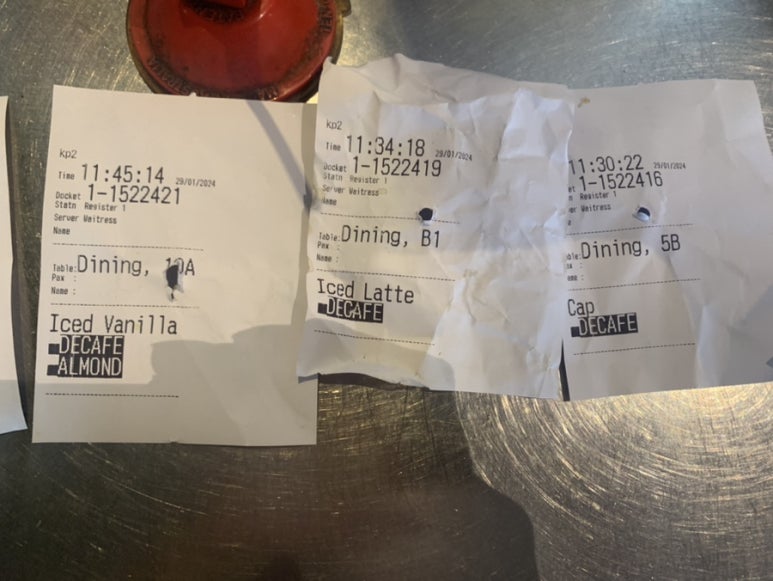 kp2
Time 11:45:14 29/01/2024
Docket 1-1522421
Statn Register 1
Server Waitress
Name
Table: Dining, 10A
Pax :
Name :
Iced Vanilla
DECAFE
ALMOND
kp2
Time 11:34:18 29/01/2024
Docket 1-1522419
Statn Register 1
Server Waitress
Name
Table: Dining, B1
Pax :
Name :
Iced Latte
DECAFE
11:30:22 29/01/2024
1-1522416
Register 1
Waitress
Dining, 5B
Cap
DECAFE